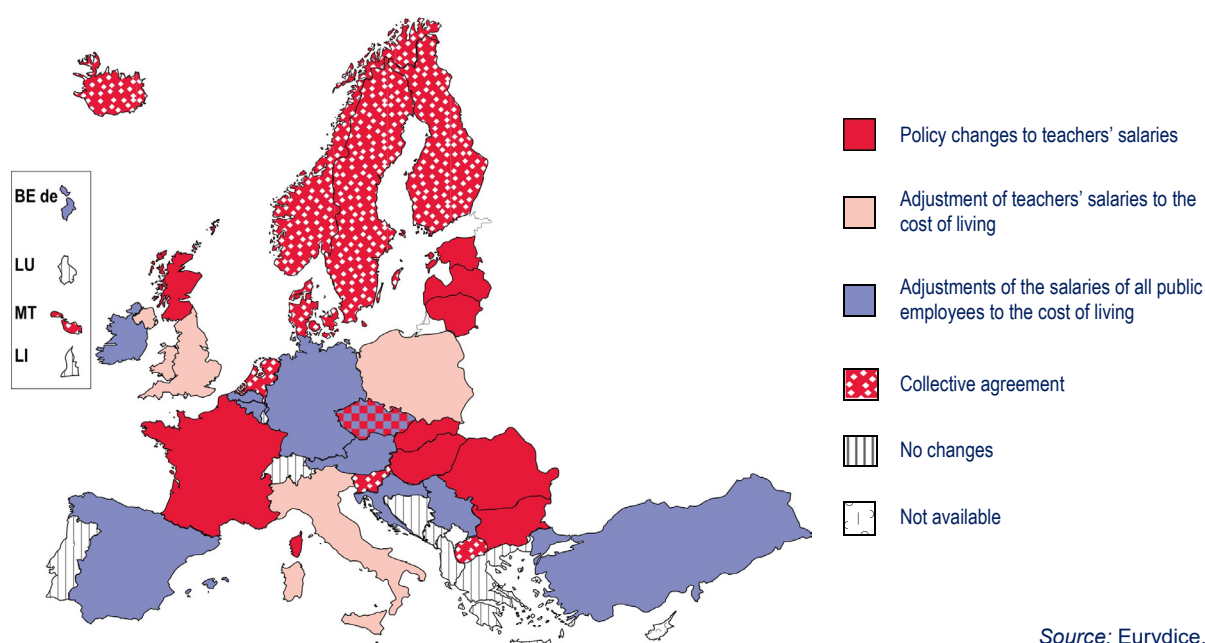 BE de
LU
MT
LI
Policy changes to teachers’ salaries
Adjustment of teachers’ salaries to the
cost of living
Adjustments of the salaries of all public
employees to the cost of living
Collective agreement
No changes
Not available
Source: Eurydice.